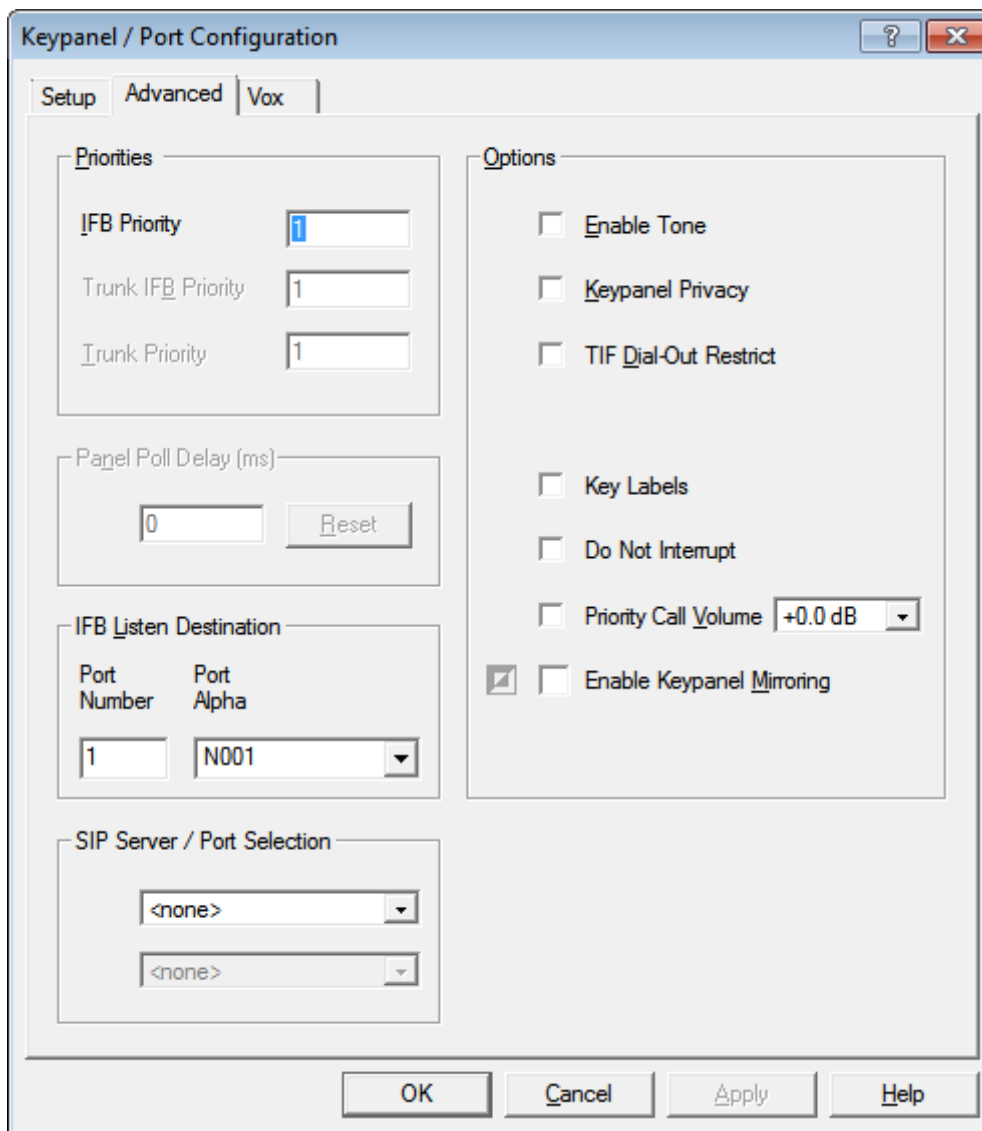 Keypanel / Port Configuration
Setup Advanced Vox
Priorities
IFB Priority 1
Trunk IFB Priority 1
Trunk Priority 1
Panel Poll Delay (ms)
0 Reset
IFB Listen Destination
Port Number Port Alpha
1 N001
SIP Server / Port Selection
<none>
<none>
Options
Enable Tone
Keypanel Privacy
TIF Dial-Out Restrict
Key Labels
Do Not Interrupt
Priority Call Volume +0.0 dB
Enable Keypanel Mirroring
OK Cancel Apply Help